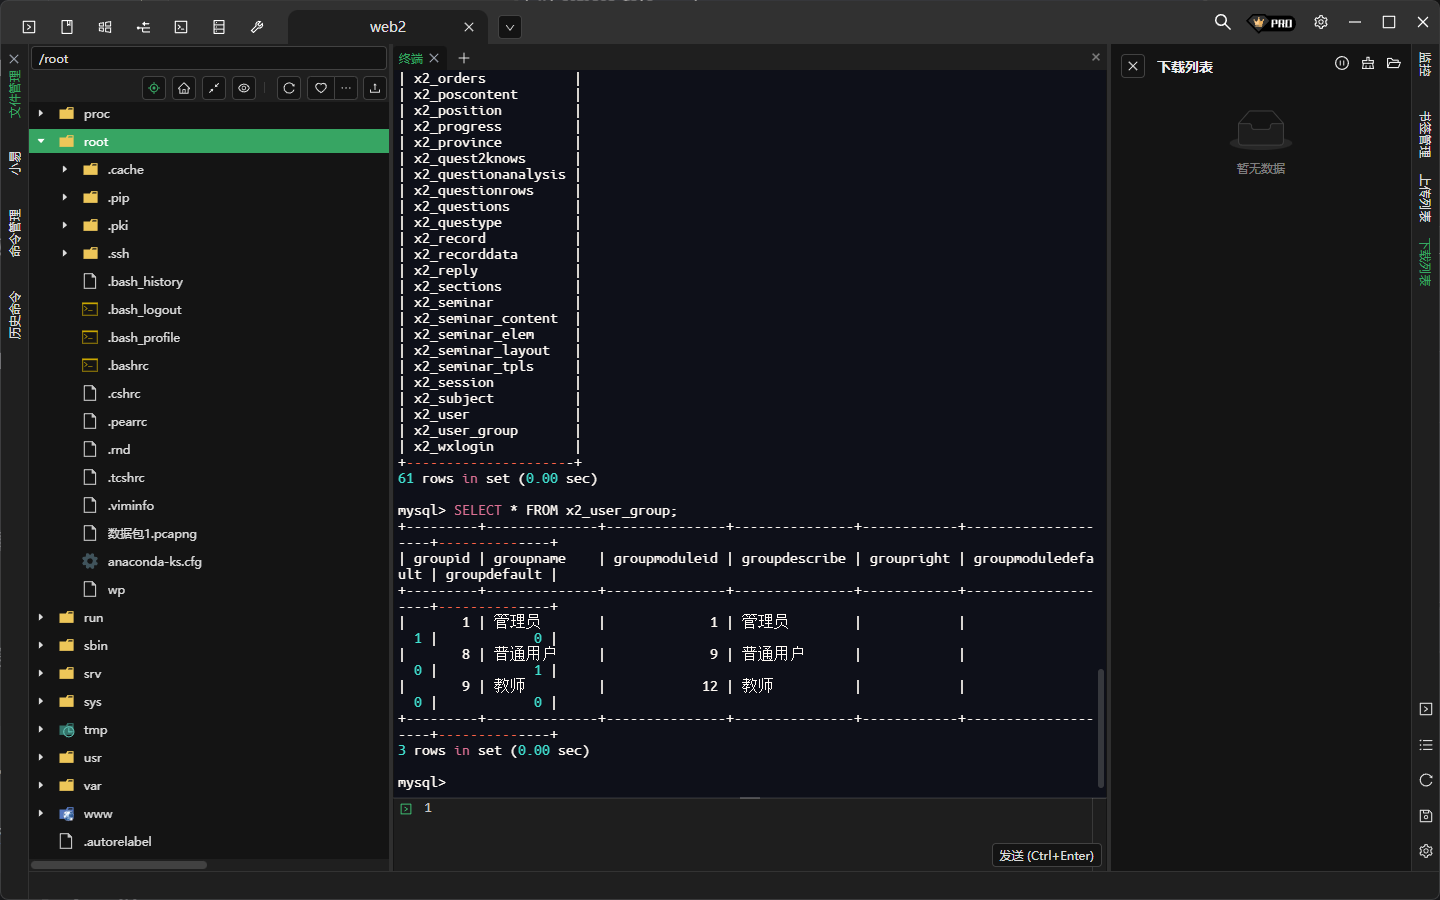 web2
PRO
文件管理
小易
命令管理
历史命令
/root
proc
root
.cache
.pip
.pki
.ssh
.bash_history
.bash_logout
.bash_profile
.bashrc
.cshrc
.pearrc
.rnd
.tcshrc
.viminfo
数据包1.pcapng
anaconda-ks.cfg
wp
run
sbin
srv
sys
tmp
usr
var
www
.autorelabel
终端
| x2_orders           |
| x2_poscontent       |
| x2_position         |
| x2_progress         |
| x2_province         |
| x2_quest2knows      |
| x2_questionanalysis |
| x2_questionrows     |
| x2_questions        |
| x2_questype         |
| x2_record           |
| x2_recorddata       |
| x2_reply            |
| x2_sections         |
| x2_seminar          |
| x2_seminar_content  |
| x2_seminar_elem     |
| x2_seminar_layout   |
| x2_seminar_tpls     |
| x2_session          |
| x2_subject          |
| x2_user             |
| x2_user_group       |
| x2_wxlogin          |
+---------------------+
61 rows in set (0.00 sec)
mysql> SELECT * FROM x2_user_group;
+---------+--------------+---------------+---------------+------------+----------------
----+--------------+
| groupid | groupname    | groupmoduleid | groupdescribe | groupright | groupmoduledefa
ult | groupdefault |
+---------+--------------+---------------+---------------+------------+----------------
----+--------------+
|       1 | 管理员       |             1 | 管理员        |            |
  1 |            0 |
|       8 | 普通用户     |             9 | 普通用户      |            |
  0 |            1 |
|       9 | 教师         |            12 | 教师          |            |
  0 |            0 |
+---------+--------------+---------------+---------------+------------+----------------
----+--------------+
3 rows in set (0.00 sec)
mysql>
1
发送 (Ctrl+Enter)
下载列表
暂无数据
监控
书签管理
上传列表
下载列表